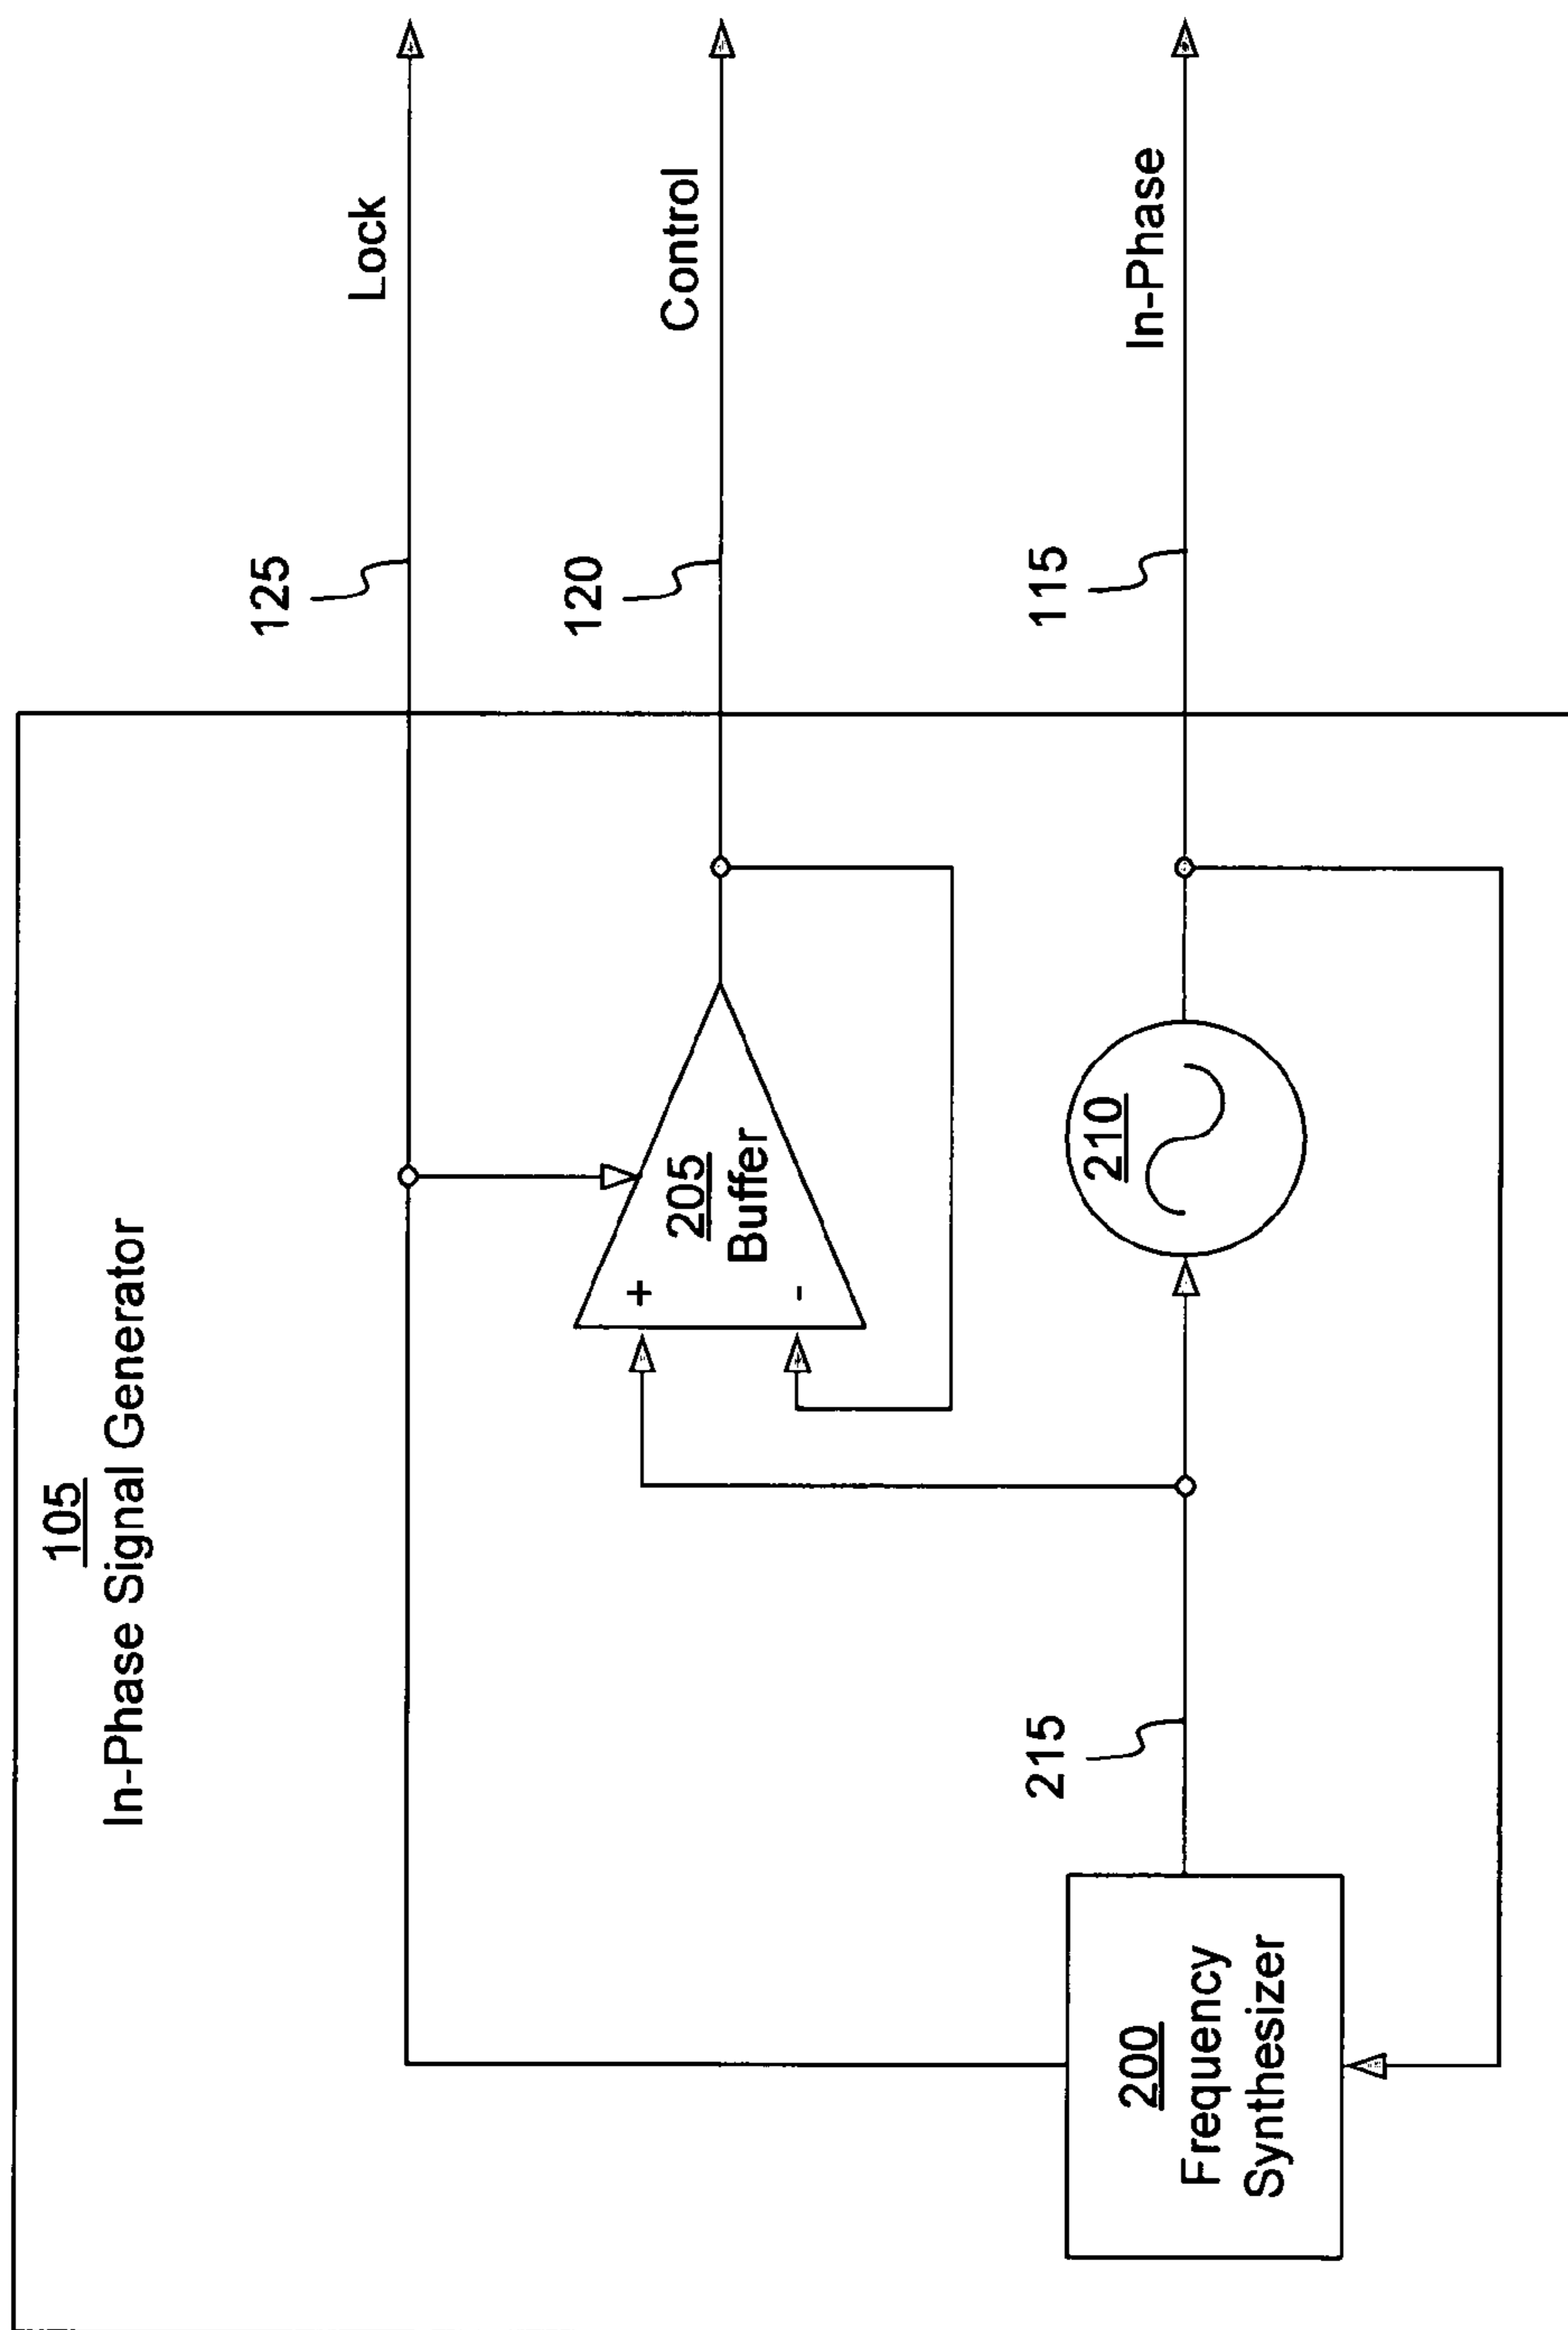 105
In-Phase Signal Generator
Lock
125
Control
120
+
-
205
Buffer
In-Phase
115
210
215
200
Frequency
Synthesizer